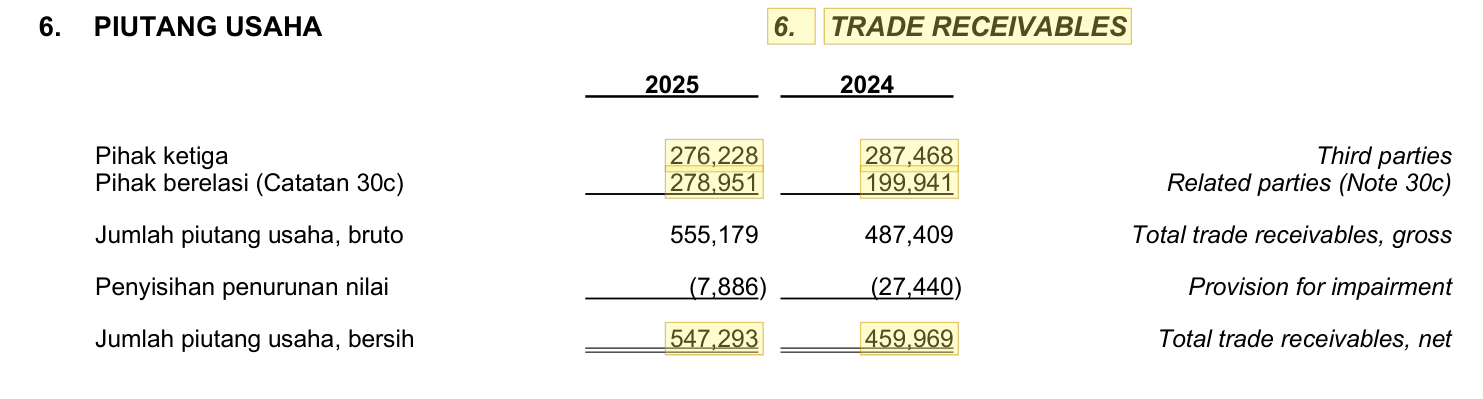 6. PIUTANG USAHA 6. TRADE RECEIVABLES
2025 2024
Pihak ketiga 276,228 287,468 Third parties
Pihak berelasi (Catatan 30c) 278,951 199,941 Related parties (Note 30c)
Jumlah piutang usaha, bruto 555,179 487,409 Total trade receivables, gross
Penyisihan penurunan nilai (7,886) (27,440) Provision for impairment
Jumlah piutang usaha, bersih 547,293 459,969 Total trade receivables, net